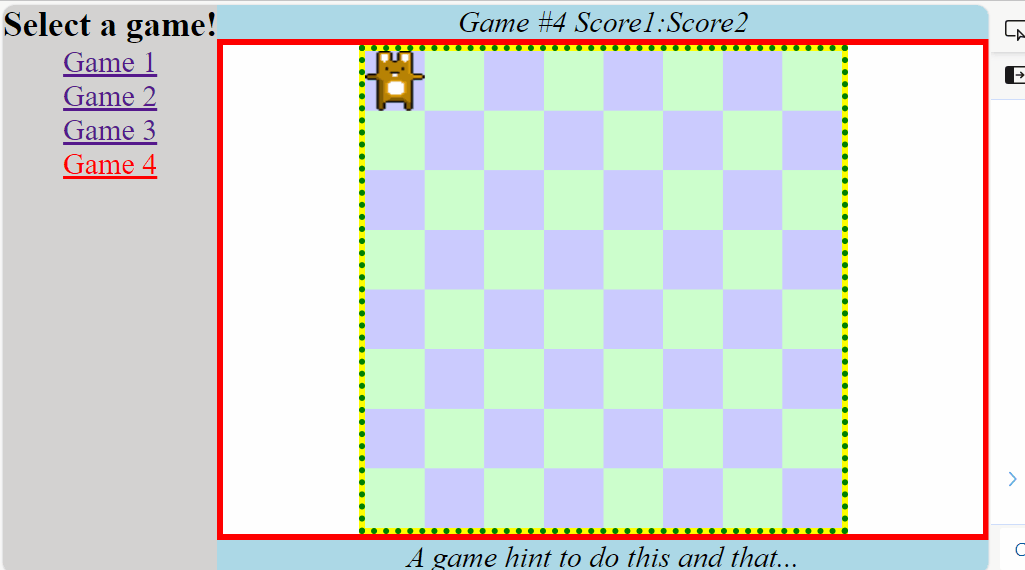 Select a game!
Game 1
Game 2
Game 3
Game 4
Game #4 Score1:Score2
A game hint to do this and that...